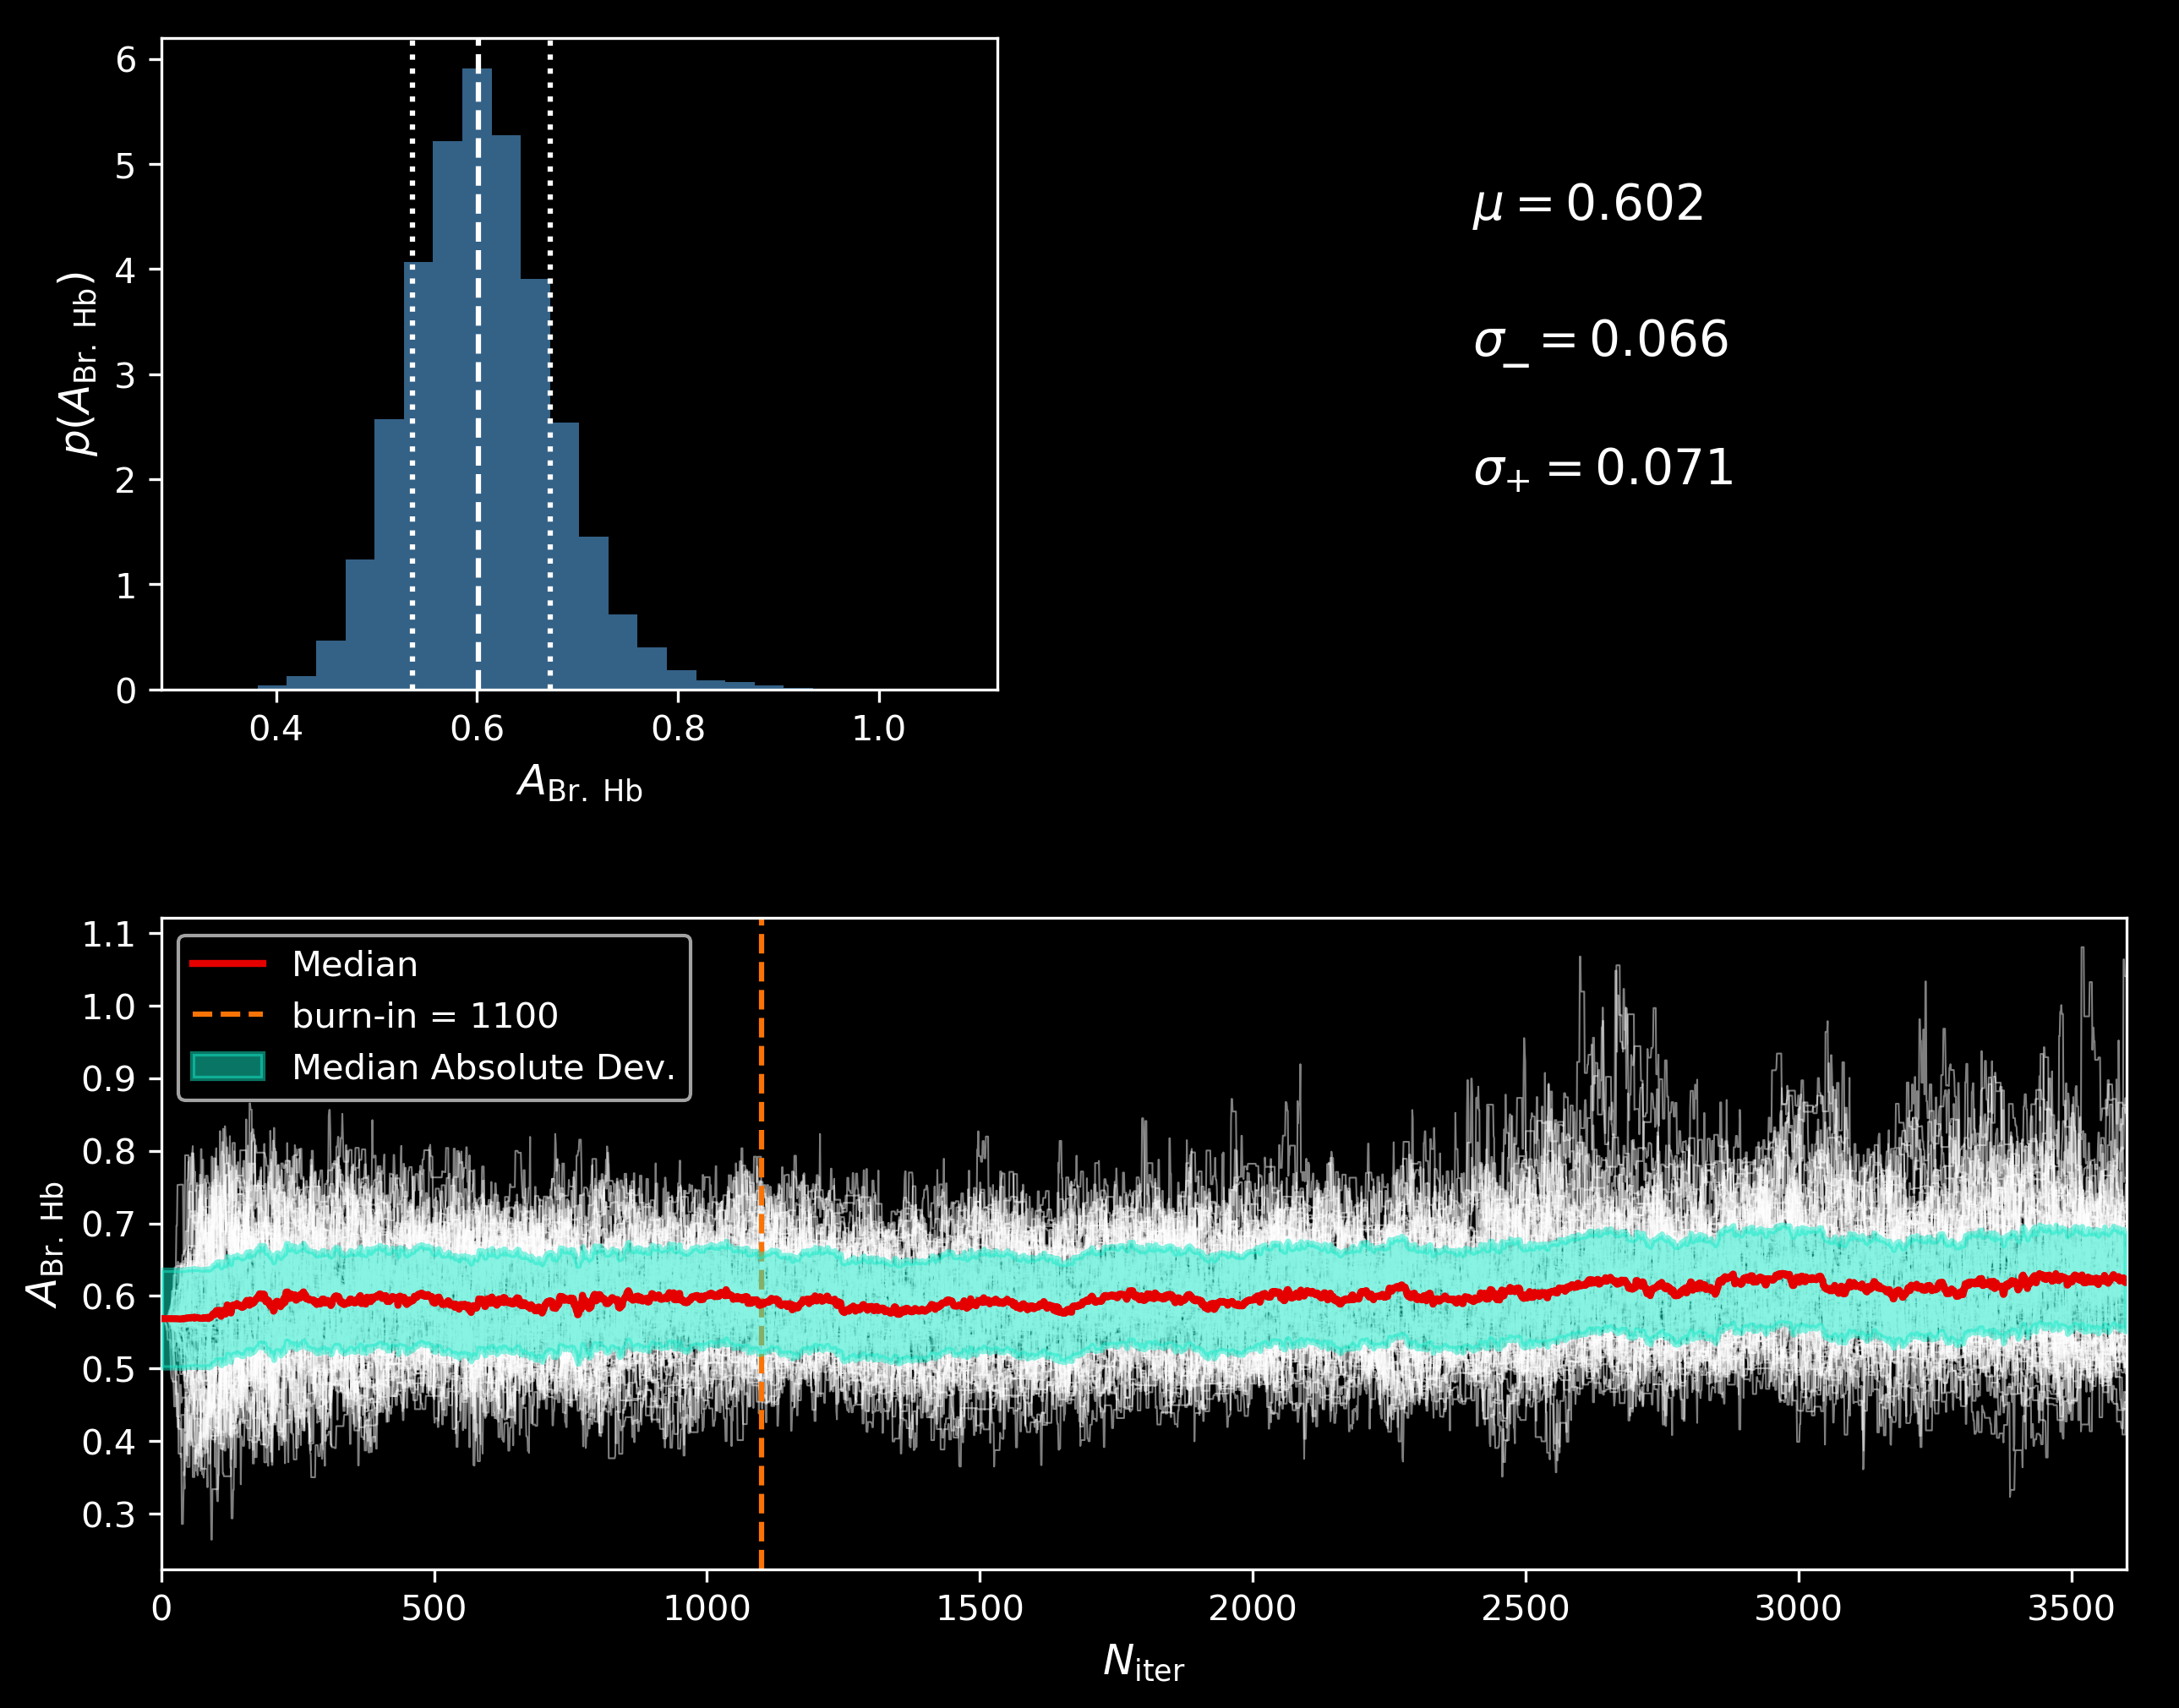 6
5
4
3
2
1
0
p(A_Br. Hb)
0.4 0.6 0.8 1.0
A_Br. Hb
μ = 0.602
σ_− = 0.066
σ_+ = 0.071
1.1
1.0
0.9
0.8
0.7
0.6
0.5
0.4
0.3
A_Br. Hb
Median
burn-in = 1100
Median Absolute Dev.
0 500 1000 1500 2000 2500 3000 3500
N_iter